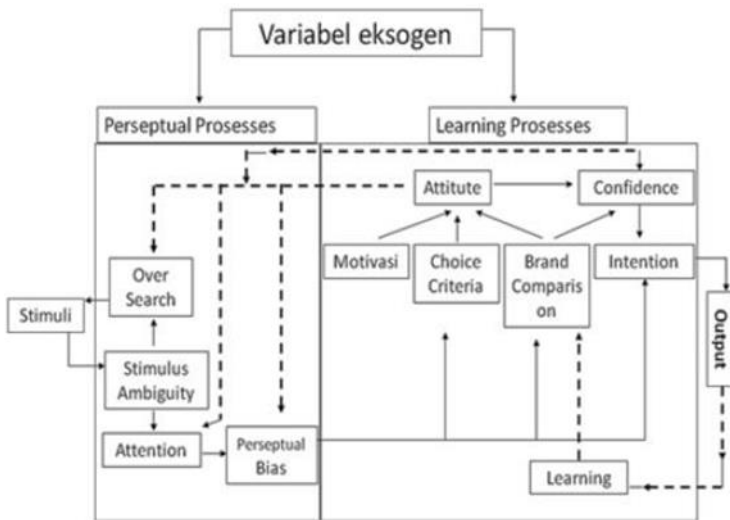 Variabel eksogen
Perseptual Prosesses
Learning Prosesses
Attitute
Confidence
Motivasi
Choice
Criteria
Brand
Comparis
on
Intention
Over
Search
Stimuli
Stimulus
Ambiguity
Attention
Perseptual
Bias
Output
Learning